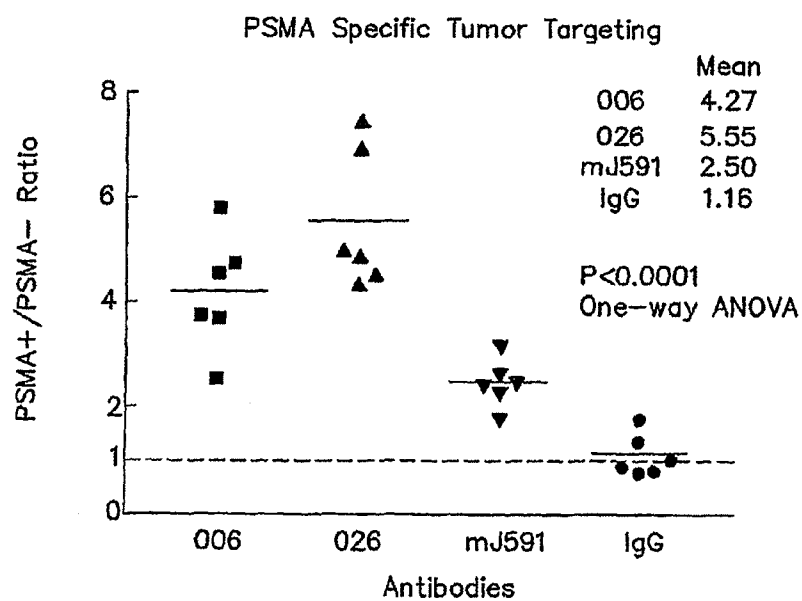 PSMA Specific Tumor Targeting
Mean
006 4.27
026 5.55
mJ591 2.50
IgG 1.16
P<0.0001
One-way ANOVA
PSMA+/PSMA- Ratio
8
6
4
2
1
0
006 026 mJ591 IgG
Antibodies